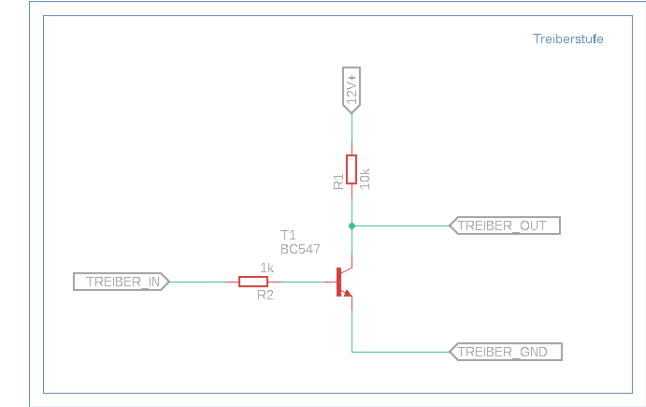 Treiberstufe
12V+
R1
10k
TREIBER_OUT
T1
BC547
1k
TREIBER_IN
R2
TREIBER_GND